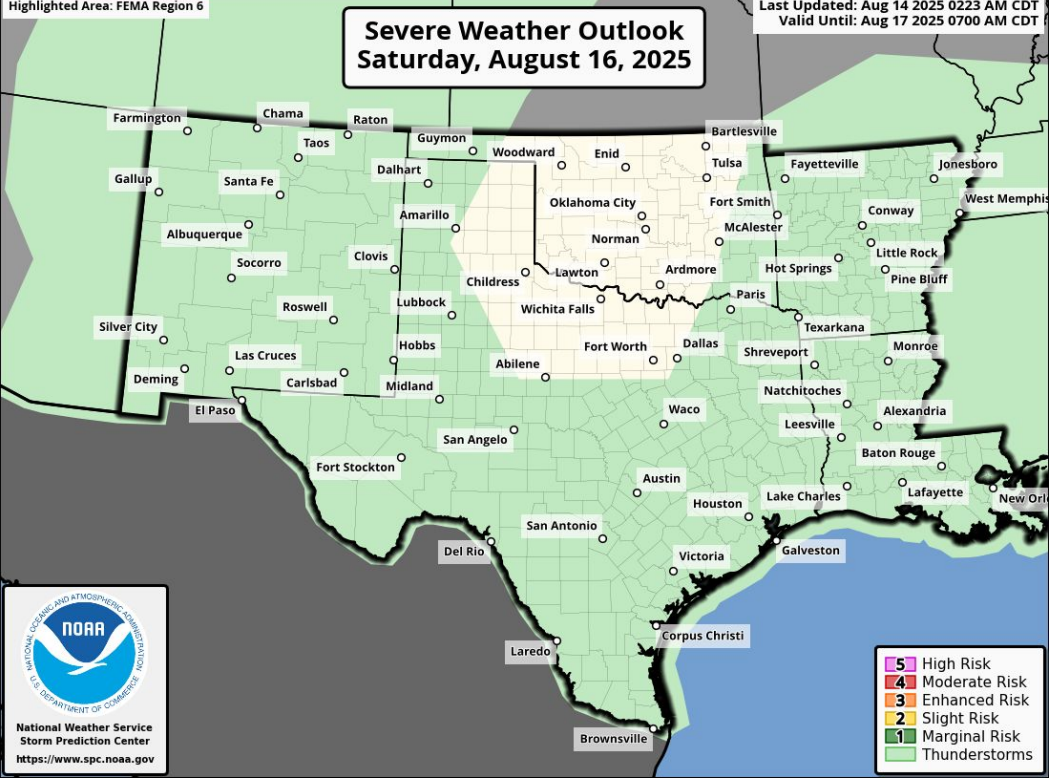 Highlighted Area: FEMA Region 6
Severe Weather Outlook
Saturday, August 16, 2025
Last Updated: Aug 14 2025 0223 AM CDT
Valid Until: Aug 17 2025 0700 AM CDT
Farmington
Chama
Raton
Taos
Guymon
Woodward
Enid
Bartlesville
Tulsa
Fayetteville
Jonesboro
Gallup
Santa Fe
Dalhart
Amarillo
Oklahoma City
Fort Smith
West Memphis
Albuquerque
Norman
McAlester
Conway
Socorro
Clovis
Childress
Lawton
Ardmore
Hot Springs
Little Rock
Pine Bluff
Roswell
Lubbock
Wichita Falls
Paris
Silver City
Texarkana
Las Cruces
Hobbs
Abilene
Fort Worth
Dallas
Shreveport
Monroe
Deming
Carlsbad
Midland
Natchitoches
El Paso
Waco
Leesville
Alexandria
San Angelo
Baton Rouge
Fort Stockton
Austin
Houston
Lake Charles
Lafayette
New Orl
San Antonio
Del Rio
Victoria
Galveston
Corpus Christi
Laredo
Brownsville
NATIONAL OCEANIC AND ATMOSPHERIC ADMINISTRATION
NOAA
U.S. DEPARTMENT OF COMMERCE
National Weather Service
Storm Prediction Center
https://www.spc.noaa.gov
5 High Risk
4 Moderate Risk
3 Enhanced Risk
2 Slight Risk
1 Marginal Risk
Thunderstorms